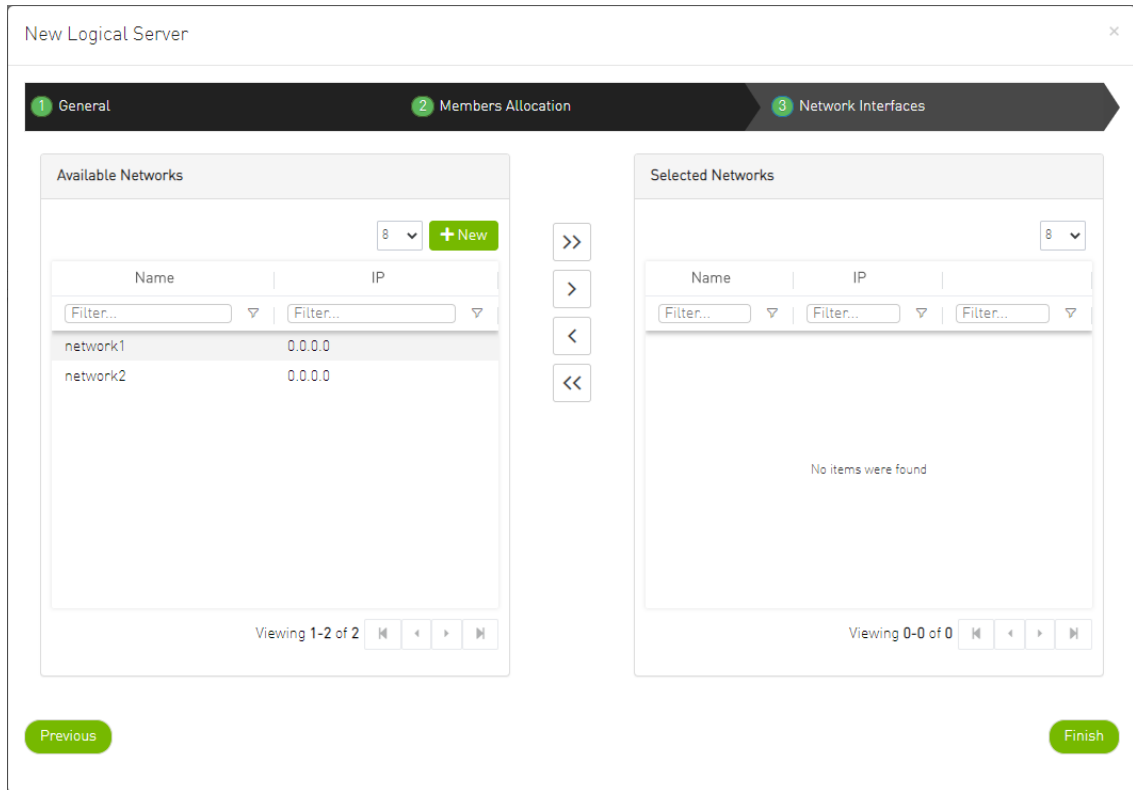 New Logical Server
×
1 General
2 Members Allocation
3 Network Interfaces
Available Networks
8
+ New
Name IP
Filter... Filter...
network1 0.0.0.0
network2 0.0.0.0
Viewing 1-2 of 2
>>
>
<
<<
Selected Networks
8
Name IP
Filter... Filter... Filter...
No items were found
Viewing 0-0 of 0
Previous
Finish